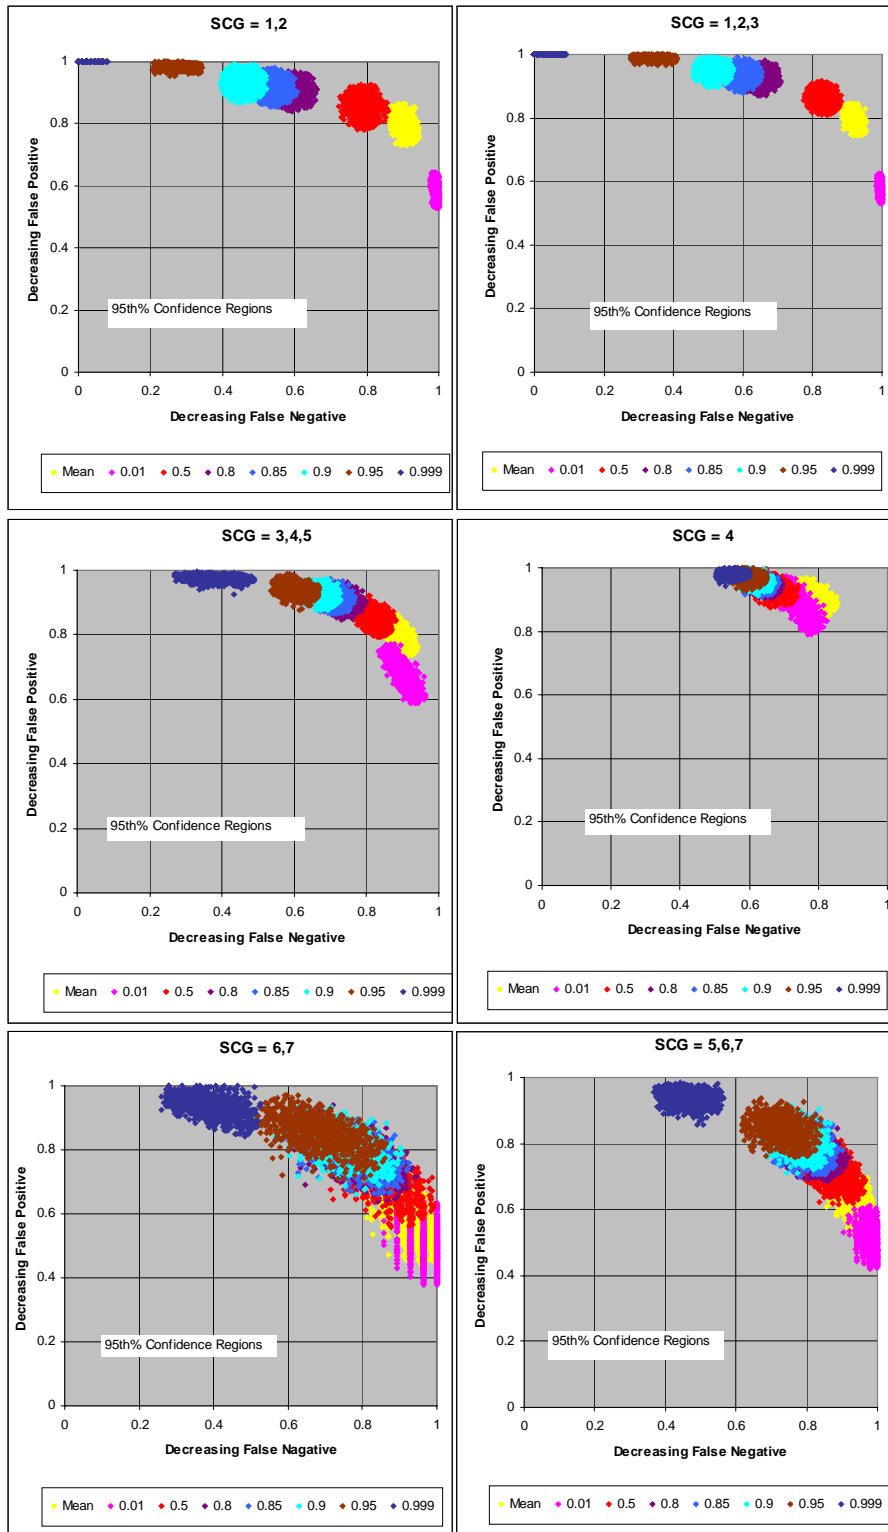 SCG = 1,2
Decreasing False Positive
1
0.8
0.6
0.4
0.2
0
95th% Confidence Regions
0 0.2 0.4 0.6 0.8 1
Decreasing False Negative
Mean 0.01 0.5 0.8 0.85 0.9 0.95 0.999
SCG = 1,2,3
Decreasing False Positive
1
0.8
0.6
0.4
0.2
0
95th% Confidence Regions
0 0.2 0.4 0.6 0.8 1
Decreasing False Negative
Mean 0.01 0.5 0.8 0.85 0.9 0.95 0.999
SCG = 3,4,5
Decreasing False Positive
1
0.8
0.6
0.4
0.2
0
95th% Confidence Regions
0 0.2 0.4 0.6 0.8 1
Decreasing False Negative
Mean 0.01 0.5 0.8 0.85 0.9 0.95 0.999
SCG = 4
Decreasing False Positive
1
0.8
0.6
0.4
0.2
0
95th% Confidence Regions
0 0.2 0.4 0.6 0.8 1
Decreasing False Negative
Mean 0.01 0.5 0.8 0.85 0.9 0.95 0.999
SCG = 6,7
Decreasing False Positive
1
0.8
0.6
0.4
0.2
0
95th% Confidence Regions
0 0.2 0.4 0.6 0.8 1
Decreasing False Nagative
Mean 0.01 0.5 0.8 0.85 0.9 0.95 0.999
SCG = 5,6,7
Decreasing False Positive
1
0.8
0.6
0.4
0.2
0
95th% Confidence Regions
0 0.2 0.4 0.6 0.8 1
Decreasing False Negative
Mean 0.01 0.5 0.8 0.85 0.9 0.95 0.999